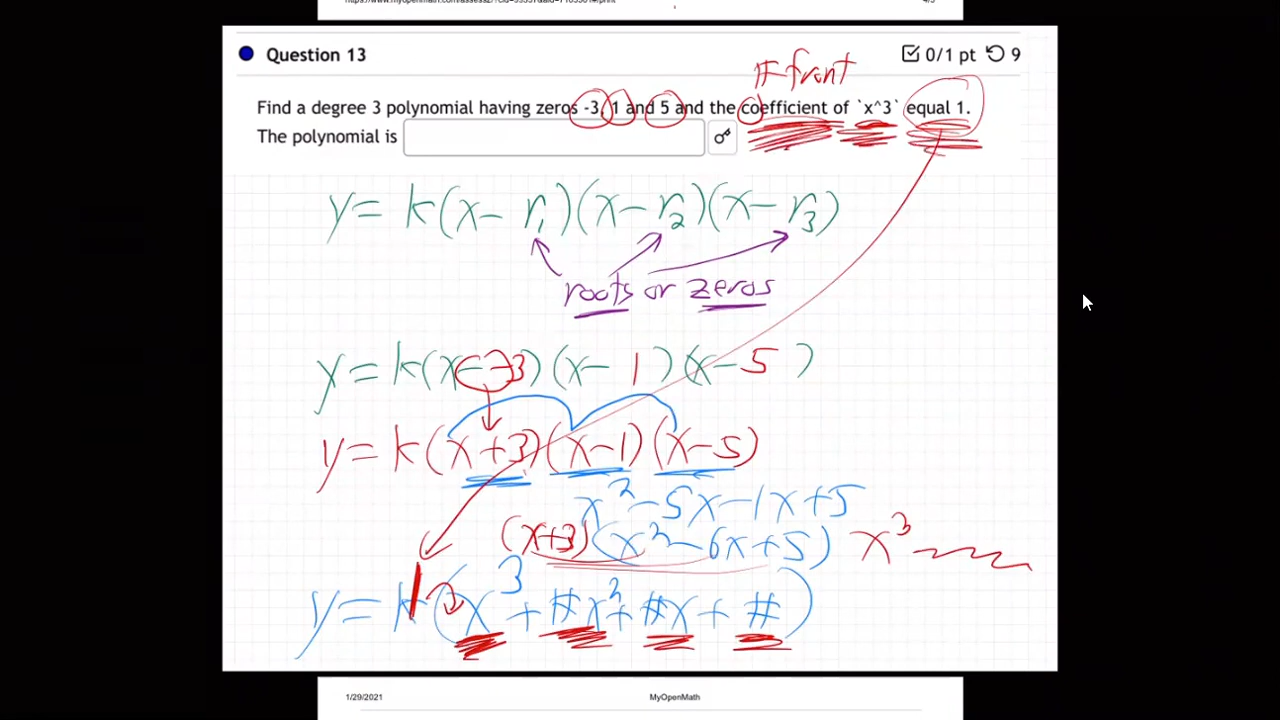 Question 13
0/1 pt 9
# front
Find a degree 3 polynomial having zeros -3, 1 and 5 and the coefficient of `x^3` equal 1.
The polynomial is
y = k(x - r₁)(x - r₂)(x - r₃)
roots or zeros
y = k(x - -3)(x - 1)(x - 5)
y = k(x+3)(x-1)(x-5)
x² - 5x - 1x + 5
(x+3)(x² - 6x + 5) x³
y = k(x³ + #x² + #x + #)
1/29/2021 MyOpenMath